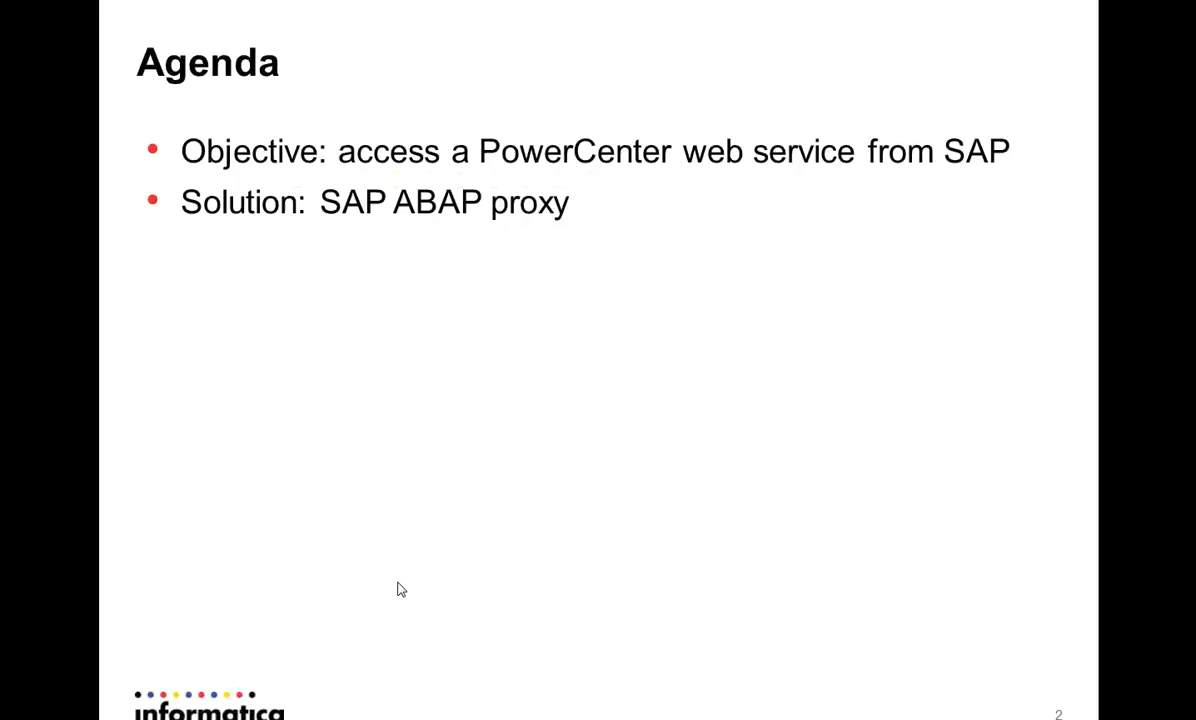 Agenda
• Objective: access a PowerCenter web service from SAP
• Solution: SAP ABAP proxy
informatica
2